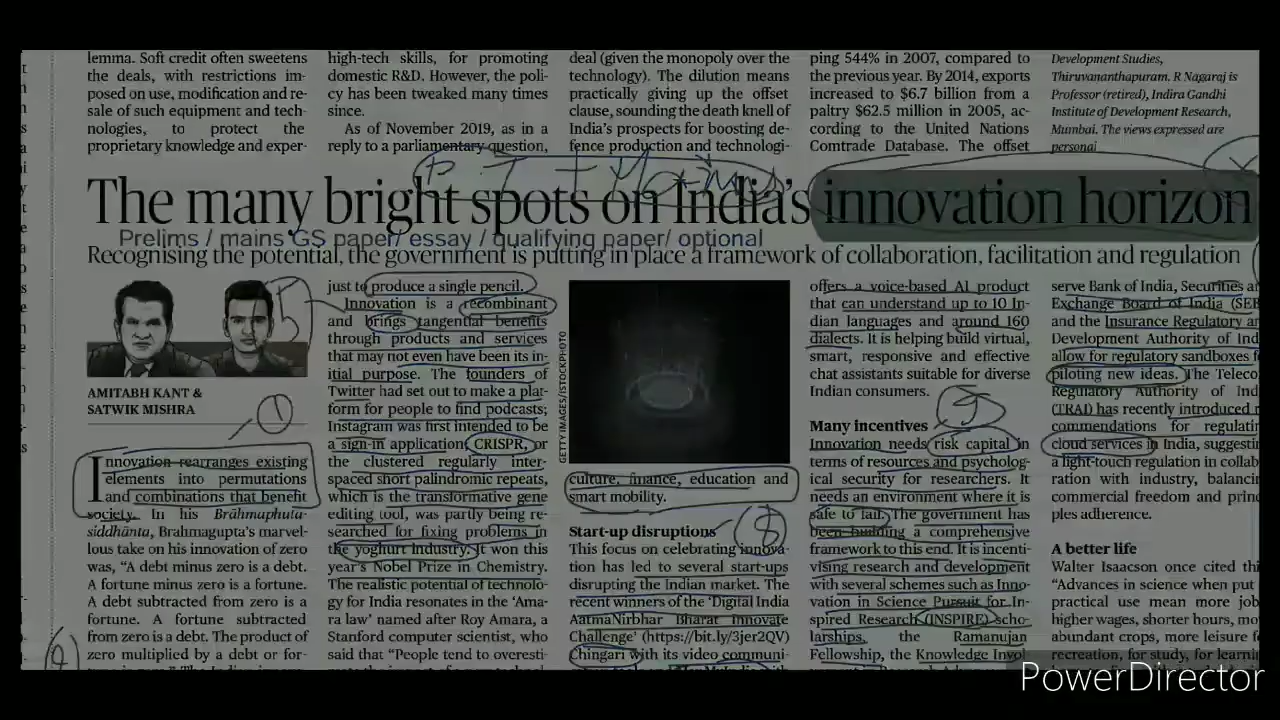 lemma. Soft credit often sweetens
the deals, with restrictions im-
posed on use, modification and re-
sale of such equipment and tech-
nologies, to protect the
proprietary knowledge and exper-
high-tech skills, for promoting
domestic R&D. However, the poli-
cy has been tweaked many times
since.
As of November 2019, as in a
reply to a parliamentary question,
deal (given the monopoly over the
technology). The dilution means
practically giving up the offset
clause, sounding the death knell of
India's prospects for boosting de-
fence production and technologi-
ping 544% in 2007, compared to
the previous year. By 2014, exports
increased to $6.7 billion from a
paltry $62.5 million in 2005, ac-
cording to the United Nations
Comtrade Database. The offset
Development Studies,
Thiruvananthapuram. R Nagaraj is
Professor (retired), Indira Gandhi
Institute of Development Research,
Mumbai. The views expressed are
personal
The many bright spots on India's innovation horizon
Prelims / mains GS paper/ essay / qualifying paper/ optional
Recognising the potential, the government is putting in place a framework of collaboration, facilitation and regulation
AMITABH KANT &
SATWIK MISHRA
Innovation rearranges existing
elements into permutations
and combinations that benefit
society. In his Brāhmaphuta-
siddhānta, Brahmagupta's marvel-
lous take on his innovation of zero
was, “A debt minus zero is a debt.
A fortune minus zero is a fortune.
A debt subtracted from zero is a
fortune. A fortune subtracted
from zero is a debt. The product of
zero multiplied by a debt or for-
just to produce a single pencil.
Innovation is a recombinant
and brings tangential benefits
through products and services
that may not even have been its in-
itial purpose. The founders of
Twitter had set out to make a plat-
form for people to find podcasts;
Instagram was first intended to be
a sign-in application; CRISPR, or
the clustered regularly inter-
spaced short palindromic repeats,
which is the transformative gene
editing tool, was partly being re-
searched for fixing problems in
the yoghurt industry. It won this
year's Nobel Prize in Chemistry.
The realistic potential of technolo-
gy for India resonates in the ‘Ama-
ra law’ named after Roy Amara, a
Stanford computer scientist, who
said that “People tend to overesti-
GETTY IMAGES/ISTOCKPHOTO
culture, finance, education and
smart mobility.
Start-up disruptions
This focus on celebrating innova-
tion has led to several start-ups
disrupting the Indian market. The
recent winners of the ‘Digital India
AatmaNirbhar Bharat Innovate
Challenge’ (https://bit.ly/3jer2QV)
Chingari with its video communi-
offers a voice-based AI product
that can understand up to 10 In-
dian languages and around 160
dialects. It is helping build virtual,
smart, responsive and effective
chat assistants suitable for diverse
Indian consumers.
Many incentives
Innovation needs risk capital in
terms of resources and psycholog-
ical security for researchers. It
needs an environment where it is
safe to fail. The government has
been building a comprehensive
framework to this end. It is incenti-
vising research and development
with several schemes such as Inno-
vation in Science Pursuit for In-
spired Research (INSPIRE) scho-
larships, the Ramanujan
Fellowship, the Knowledge Invol-
serve Bank of India, Securities
Exchange Board of India (SEB
and the Insurance Regulatory
Development Authority of
allow for regulatory sandboxes
piloting new ideas. The
Regulatory Authority of
(TRAI) has recently introduced
commendations for
cloud services in India,
a light-touch regulation in
ration with industry,
commercial freedom and
ples adherence.
A better life
Walter Isaacson once cited
“Advances in science when put
practical use mean more
higher wages, shorter hours,
abundant crops, more leisure
recreation, for study, for
PowerDirector